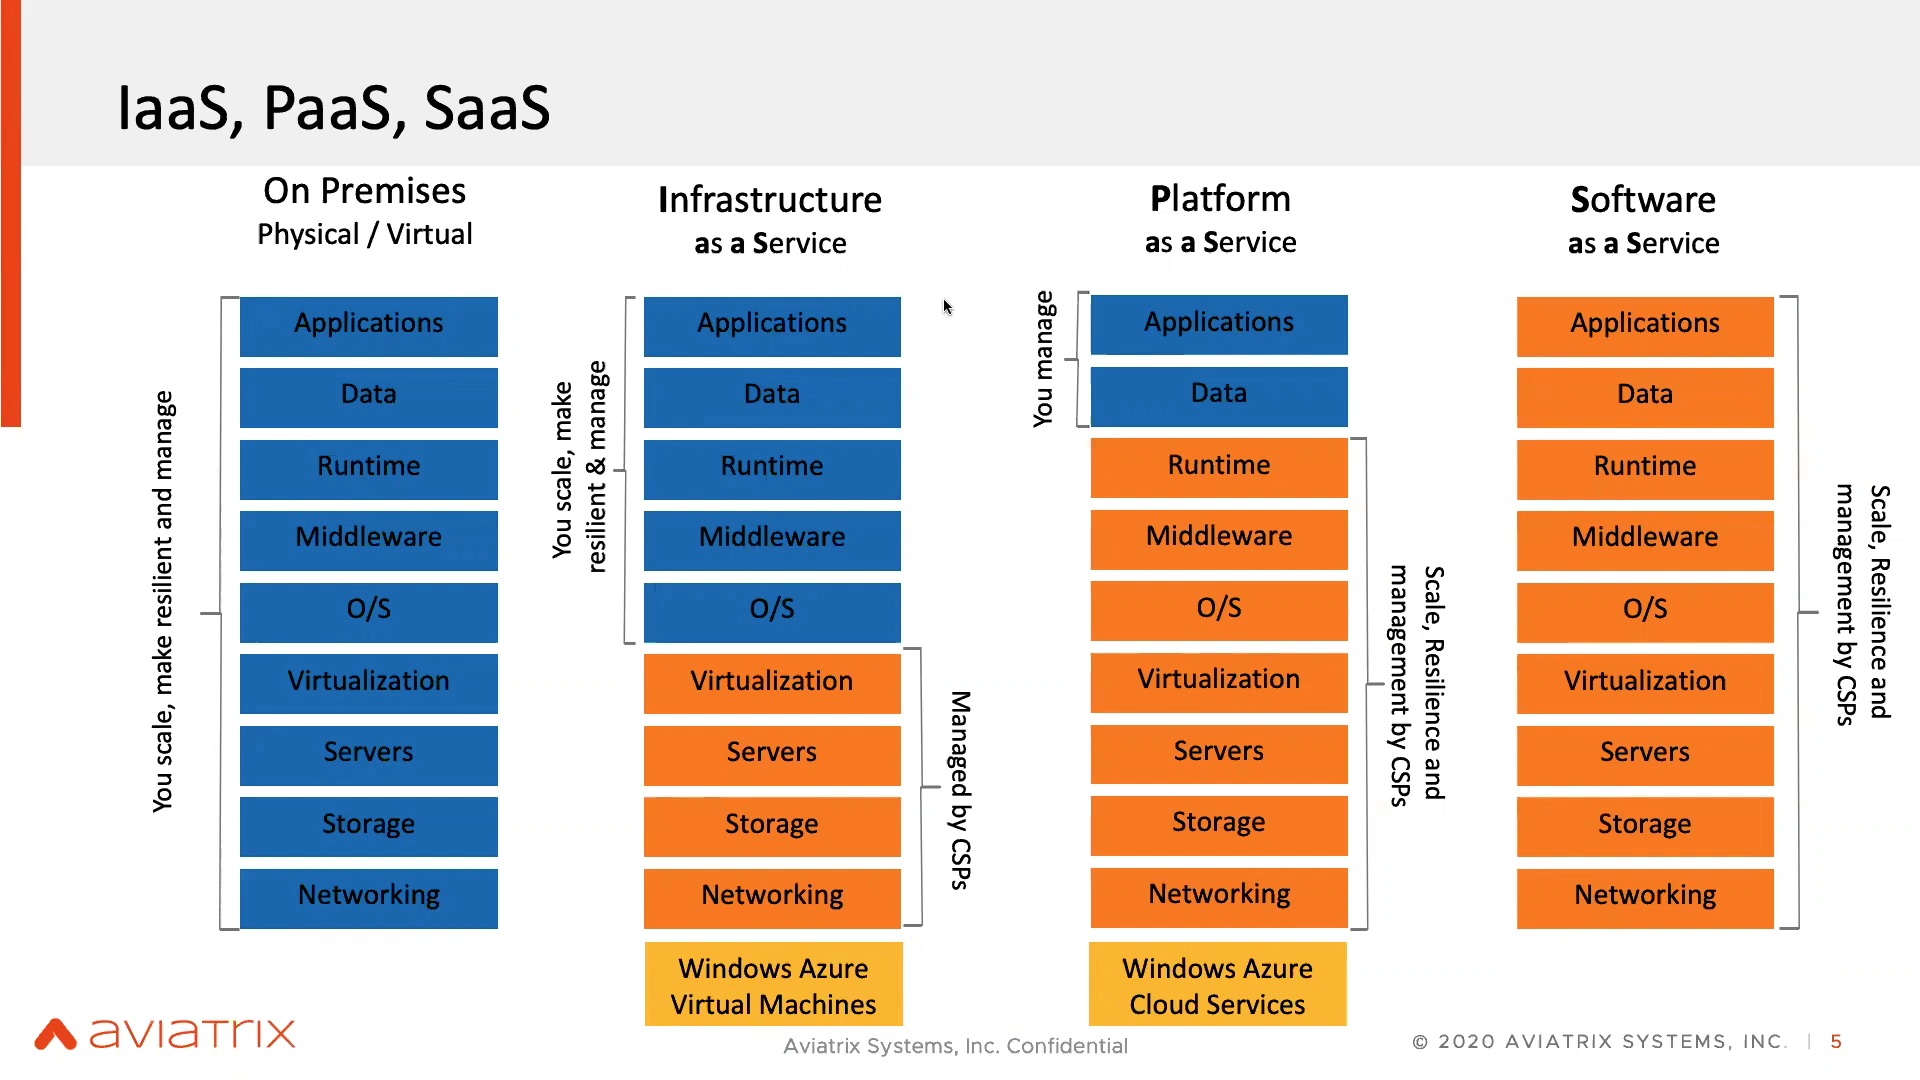 IaaS, PaaS, SaaS
On Premises
Physical / Virtual
You scale, make resilient and manage
Applications
Data
Runtime
Middleware
O/S
Virtualization
Servers
Storage
Networking
Infrastructure
as a Service
You scale, make
resilient & manage
Applications
Data
Runtime
Middleware
O/S
Virtualization
Servers
Storage
Networking
Managed by CSPs
Windows Azure
Virtual Machines
Platform
as a Service
You manage
Applications
Data
Runtime
Middleware
O/S
Virtualization
Servers
Storage
Networking
Scale, Resilience and
management by CSPs
Windows Azure
Cloud Services
Software
as a Service
Applications
Data
Runtime
Middleware
O/S
Virtualization
Servers
Storage
Networking
Scale, Resilience and
management by CSPs
aviatrix
Aviatrix Systems, Inc. Confidential
© 2020 AVIATRIX SYSTEMS, INC. | 5